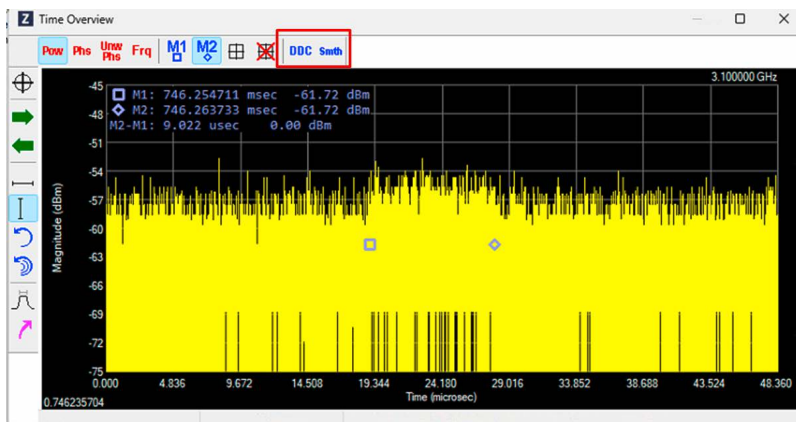 Z Time Overview
Pow Phs Unw Phs Frq M1 M2 DDC Smth
3.100000 GHz
M1: 746.254711 msec -61.72 dBm
M2: 746.263733 msec -61.72 dBm
M2-M1: 9.022 usec 0.00 dBm
Magnitude (dBm)
-45
-48
-51
-54
-57
-60
-63
-66
-69
-72
-75
0.000 4.836 9.672 14.508 19.344 24.180 29.016 33.852 38.688 43.524 48.360
0.746235704
Time (microsec)